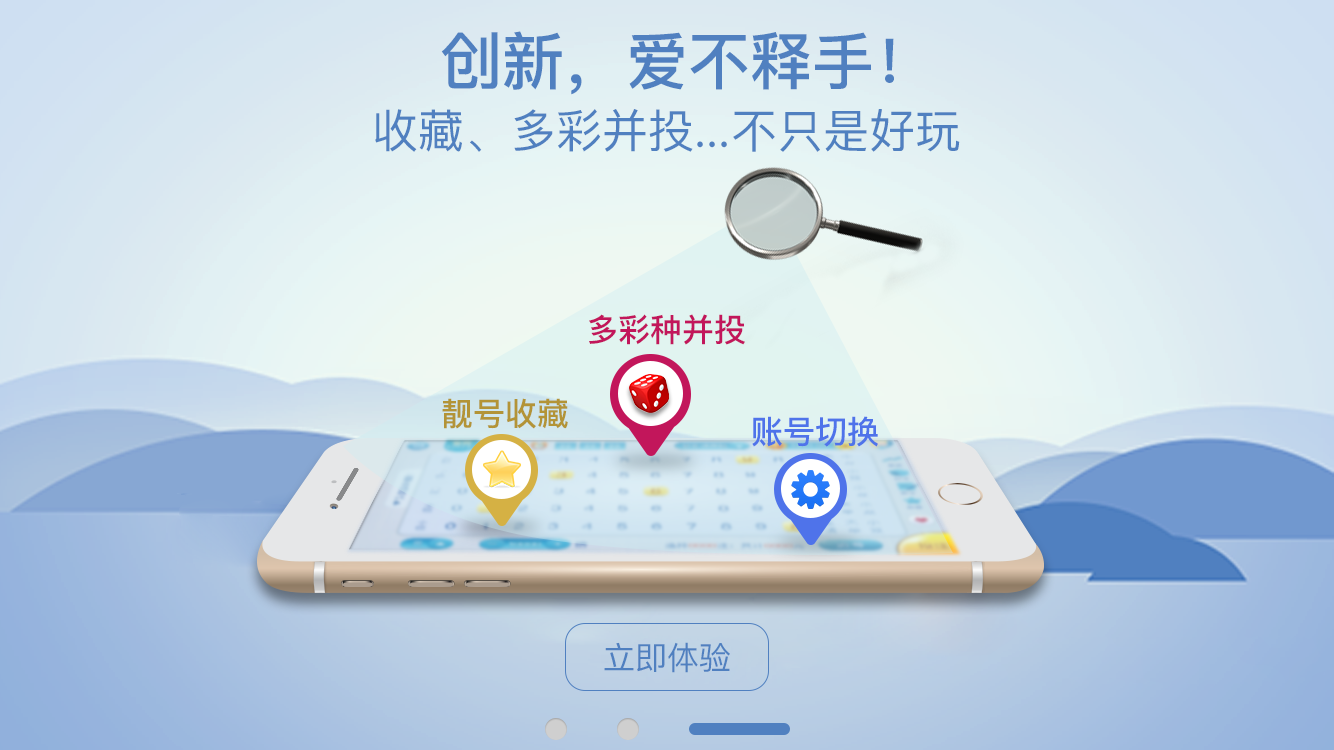 创新，爱不释手！
收藏、多彩并投...不只是好玩
多彩种并投
靓号收藏
账号切换
立即体验